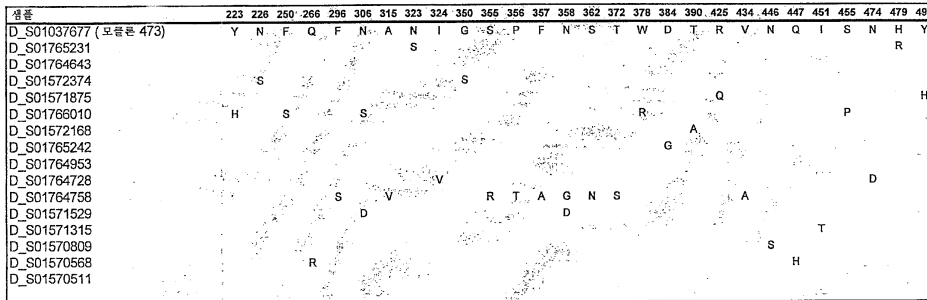 샘플 223 226 250 266 296 306 315 323 324 350 355 356 357 358 362 372 378 384 390 425 434 446 447 451 455 474 479 49
D_S01037677 (모클론 473) Y N F Q F N A N I G S P F N S T W D T R V N Q I S N H Y
D_S01765231 S R
D_S01764643
D_S01572374 S S
D_S01571875 Q H
D_S01766010 H S S R P
D_S01572168 A
D_S01765242 G
D_S01764953
D_S01764728 V D
D_S01764758 S V R T A G N S A
D_S01571529 D D
D_S01571315 T
D_S01570809 S
D_S01570568 R H
D_S01570511